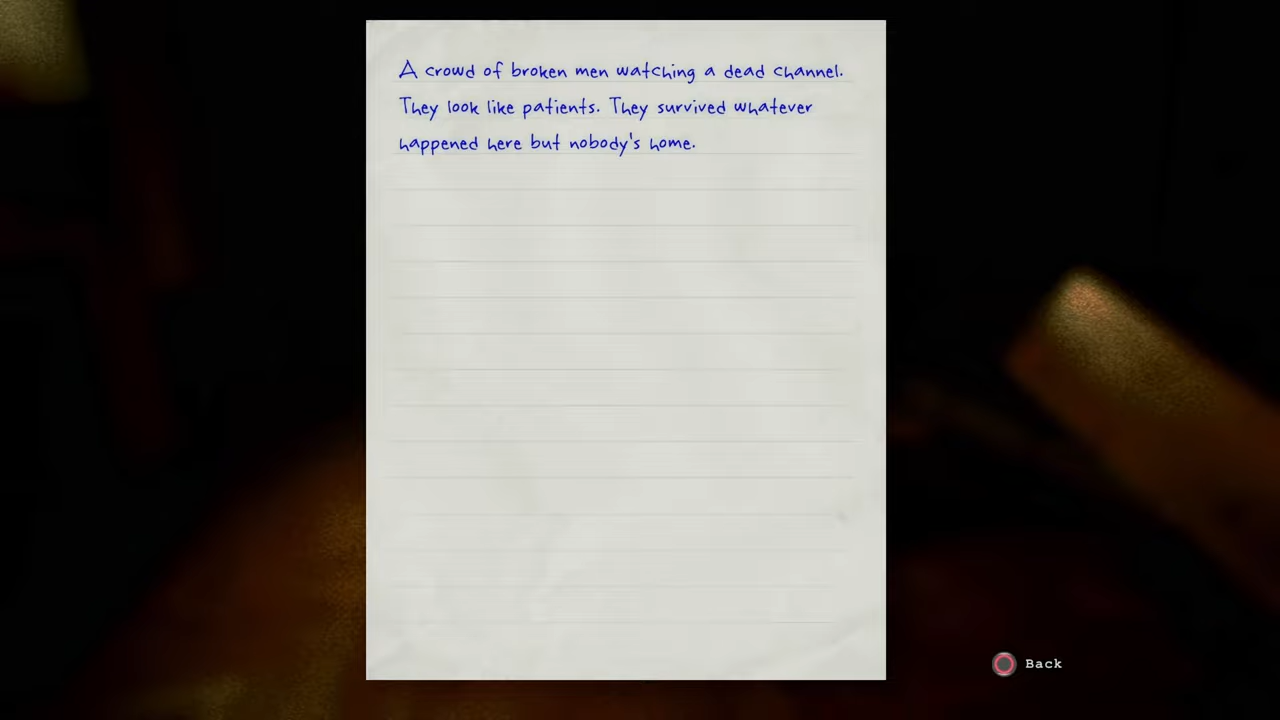 A crowd of broken men watching a dead channel.
They look like patients. They survived whatever
happened here but nobody's home.
Back